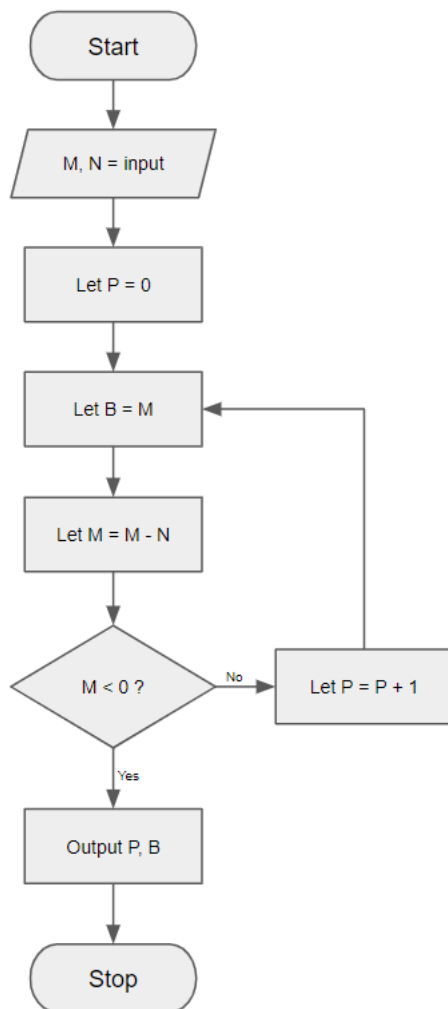 Start
M, N = input
Let P = 0
Let B = M
Let M = M - N
M < 0 ?
No
Let P = P + 1
Yes
Output P, B
Stop